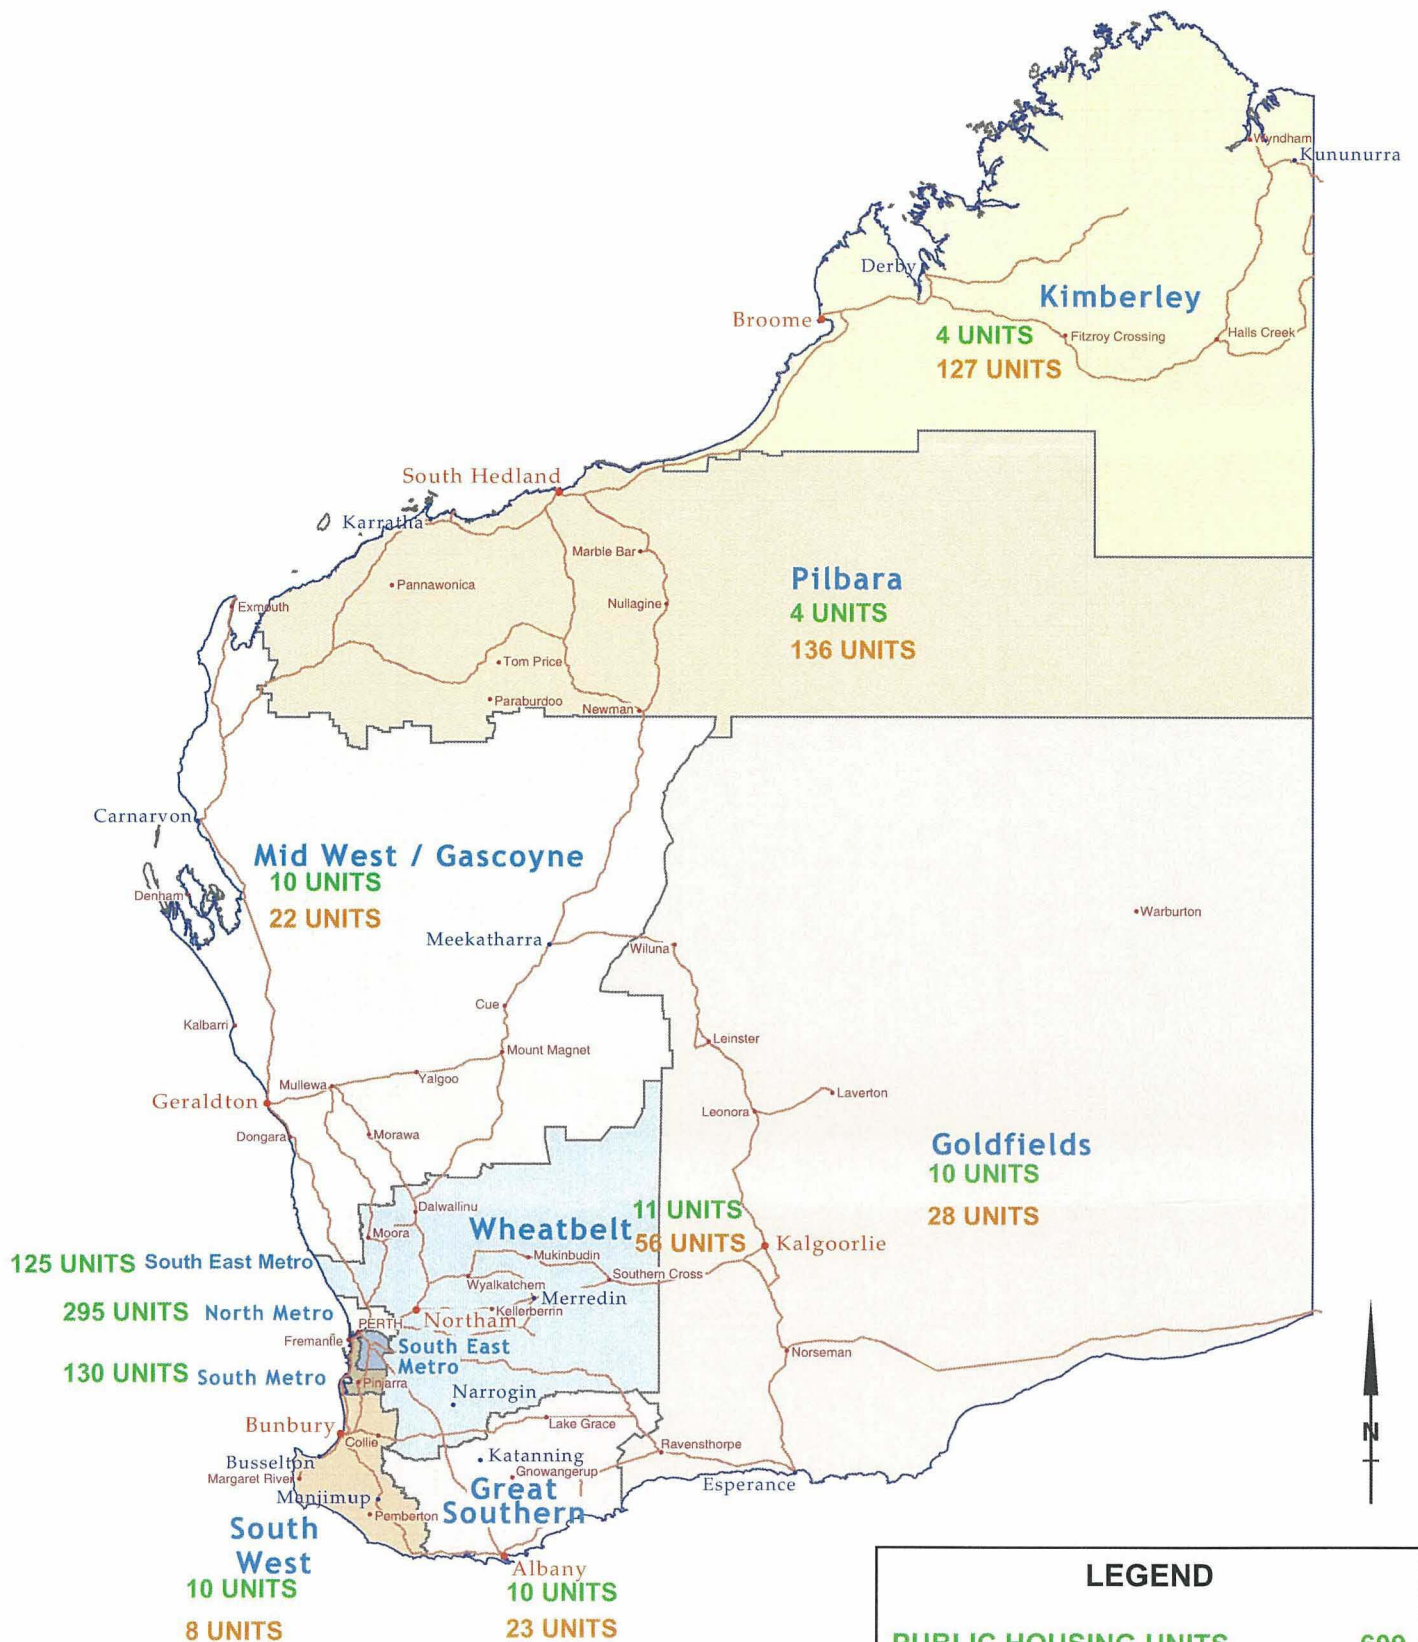 Wyndham
Kununurra
Derby
Kimberley
Broome
4 UNITS
Fitzroy Crossing
Halls Creek
127 UNITS
South Hedland
Karratha
Marble Bar
Pannawonica
Pilbara
Exmouth
Nullagine
4 UNITS
136 UNITS
Tom Price
Paraburdoo
Newman
Carnarvon
Mid West / Gascoyne
10 UNITS
Denham
22 UNITS
Warburton
Meekatharra
Wiluna
Cue
Kalbarri
Leinster
Mount Magnet
Mullewa
Yalgoo
Laverton
Geraldton
Leonora
Dongara
Morawa
Goldfields
10 UNITS
Dalwallinu
11 UNITS
28 UNITS
Moora
Wheatbelt
56 UNITS
Kalgoorlie
125 UNITS South East Metro
Mukinbudin
Southern Cross
Wyalkatchem
Merredin
295 UNITS North Metro
Kellerberrin
PERTH
Northam
Fremantle
South East
Metro
Norseman
130 UNITS South Metro
Pinjarra
Narrogin
Bunbury
Lake Grace
Collie
Ravensthorpe
Busselton
Katanning
Margaret River
Gnowangerup
Esperance
Manjimup
Great
Southern
Pemberton
South
West
N
Albany
10 UNITS
10 UNITS
8 UNITS
23 UNITS
LEGEND
PUBLIC HOUSING UNITS